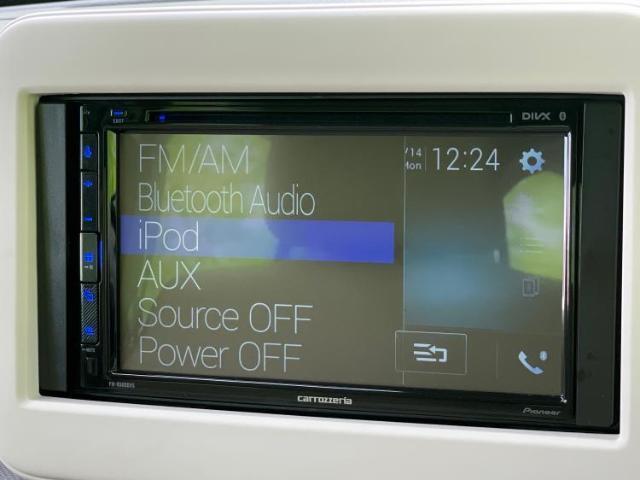 DIVX
FM/AM
Bluetooth Audio
iPod
AUX
Source OFF
Power OFF
/14
Mon
12:24
carrozzeria
Pioneer